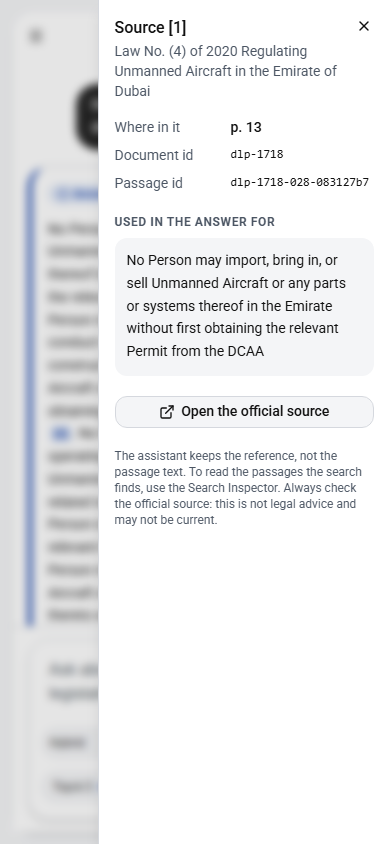 Source [1]
Law No. (4) of 2020 Regulating
Unmanned Aircraft in the Emirate of
Dubai
Where in it p. 13
Document id dlp-1718
Passage id dlp-1718-028-083127b7
USED IN THE ANSWER FOR
No Person may import, bring in, or
sell Unmanned Aircraft or any parts
or systems thereof in the Emirate
without first obtaining the relevant
Permit from the DCAA
Open the official source
The assistant keeps the reference, not the
passage text. To read the passages the search
finds, use the Search Inspector. Always check
the official source: this is not legal advice and
may not be current.